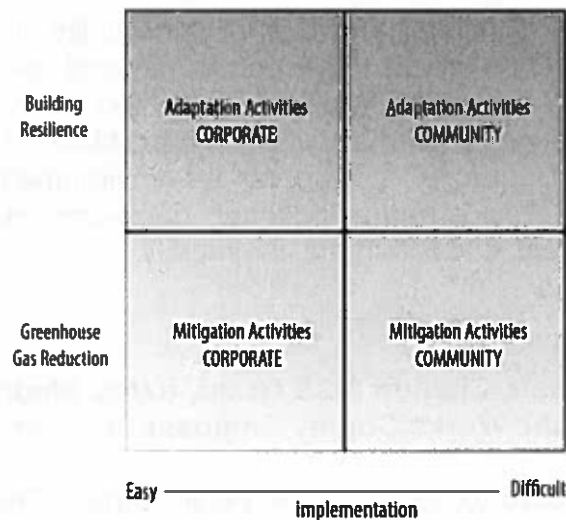 Building
Resilience
Adaptation Activities
CORPORATE
Adaptation Activities
COMMUNITY
Greenhouse
Gas Reduction
Mitigation Activities
CORPORATE
Mitigation Activities
COMMUNITY
Easy
Difficult
implementation